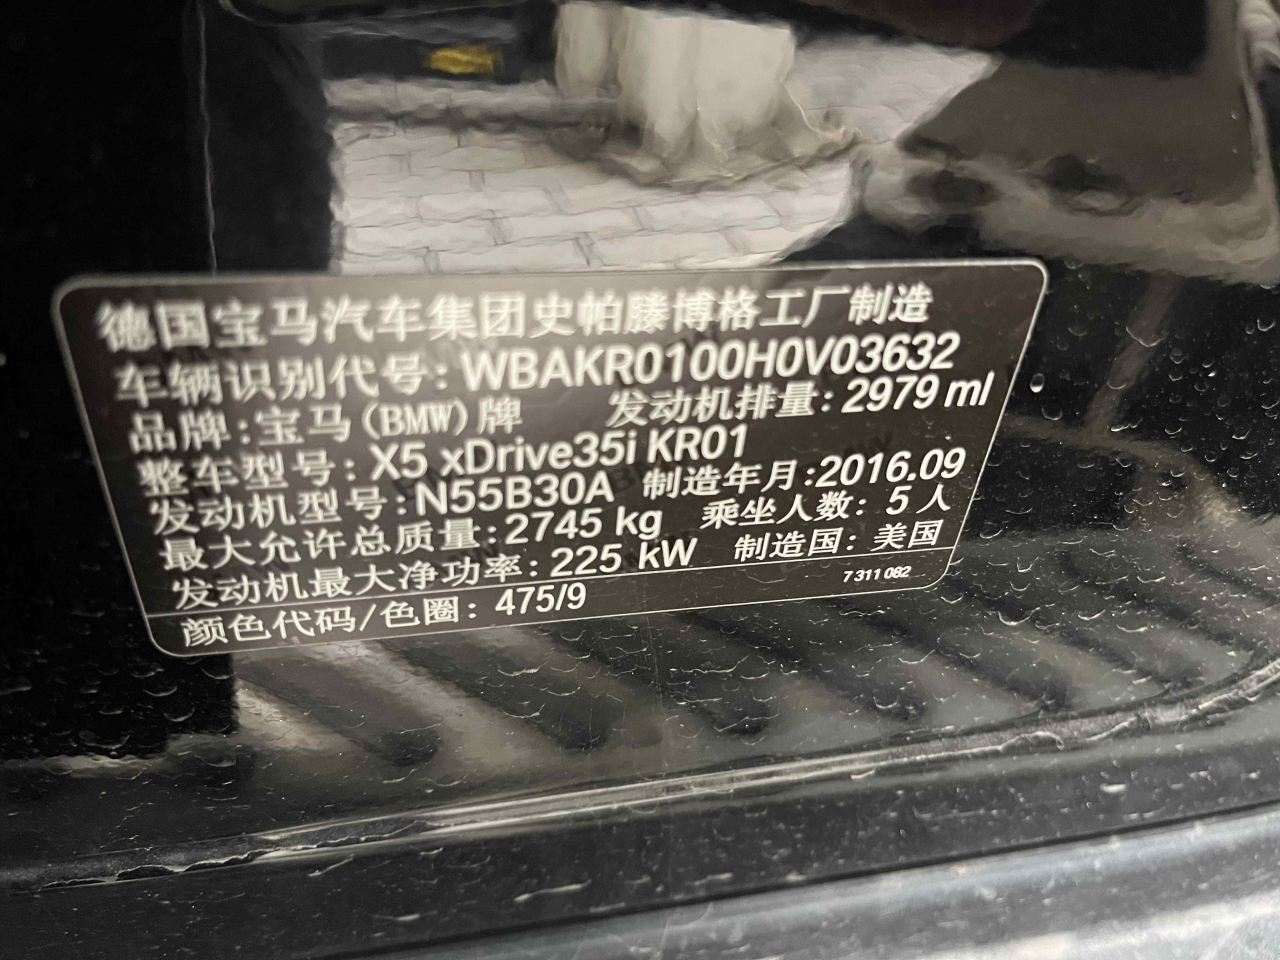 德国宝马汽车集团史帕滕博格工厂制造
车辆识别代号: WBAKR0100H0V03632
品牌: 宝马(BMW)牌 发动机排量: 2979 ml
整车型号: X5 xDrive35i KR01
发动机型号: N55B30A 制造年月: 2016.09
最大允许总质量: 2745 kg 乘坐人数: 5 人
发动机最大净功率: 225 kW 制造国: 美国
颜色代码/色圈: 475/9 7 311 082